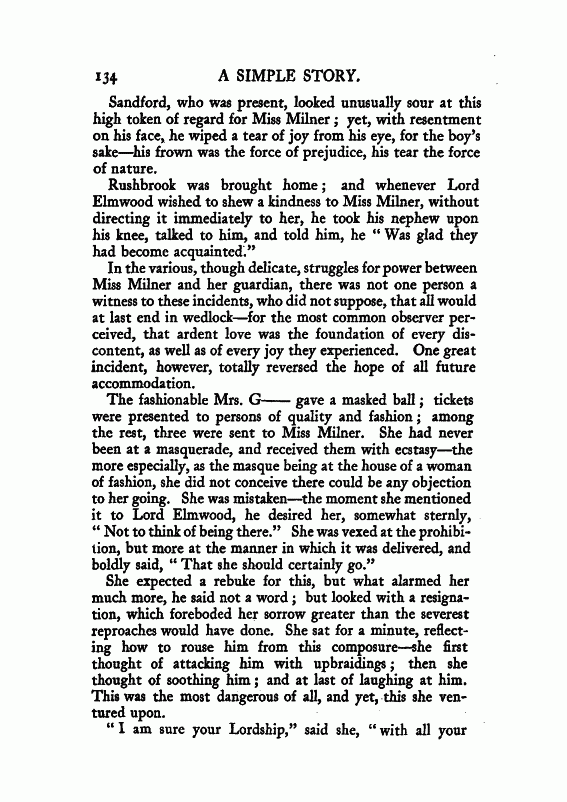 134 A SIMPLE STORY.
Sandford, who was present, looked unusually sour at this
high token of regard for Miss Milner; yet, with resentment
on his face, he wiped a tear of joy from his eye, for the boy's
sake—his frown was the force of prejudice, his tear the force
of nature.
Rushbrook was brought home; and whenever Lord
Elmwood wished to shew a kindness to Miss Milner, without
directing it immediately to her, he took his nephew upon
his knee, talked to him, and told him, he "Was glad they
had become acquainted."
In the various, though delicate, struggles for power between
Miss Milner and her guardian, there was not one person a
witness to these incidents, who did not suppose, that all would
at last end in wedlock—for the most common observer per-
ceived, that ardent love was the foundation of every dis-
content, as well as of every joy they experienced. One great
incident, however, totally reversed the hope of all future
accommodation.
The fashionable Mrs. G—— gave a masked ball; tickets
were presented to persons of quality and fashion; among
the rest, three were sent to Miss Milner. She had never
been at a masquerade, and received them with ecstasy—the
more especially, as the masque being at the house of a woman
of fashion, she did not conceive there could be any objection
to her going. She was mistaken—the moment she mentioned
it to Lord Elmwood, he desired her, somewhat sternly,
"Not to think of being there." She was vexed at the prohibi-
tion, but more at the manner in which it was delivered, and
boldly said, "That she should certainly go."
She expected a rebuke for this, but what alarmed her
much more, he said not a word; but looked with a resigna-
tion, which foreboded her sorrow greater than the severest
reproaches would have done. She sat for a minute, reflect-
ing how to rouse him from this composure—she first
thought of attacking him with upbraidings; then she
thought of soothing him; and at last of laughing at him.
This was the most dangerous of all, and yet, this she ven-
tured upon.
"I am sure your Lordship," said she, "with all your